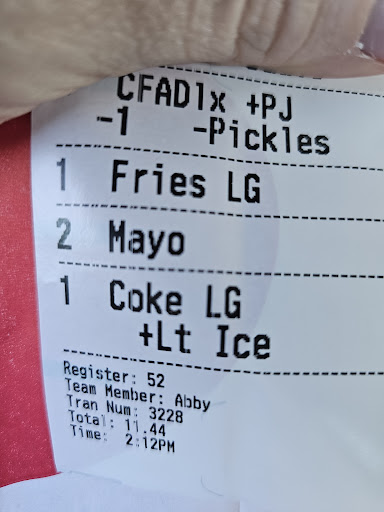 CFADlx +PJ
-1 -Pickles
1 Fries LG
2 Mayo
1 Coke LG
+Lt Ice
Register: 52
Team Member: Abby
Tran Num: 3228
Total: 11.44
Time: 2:12PM